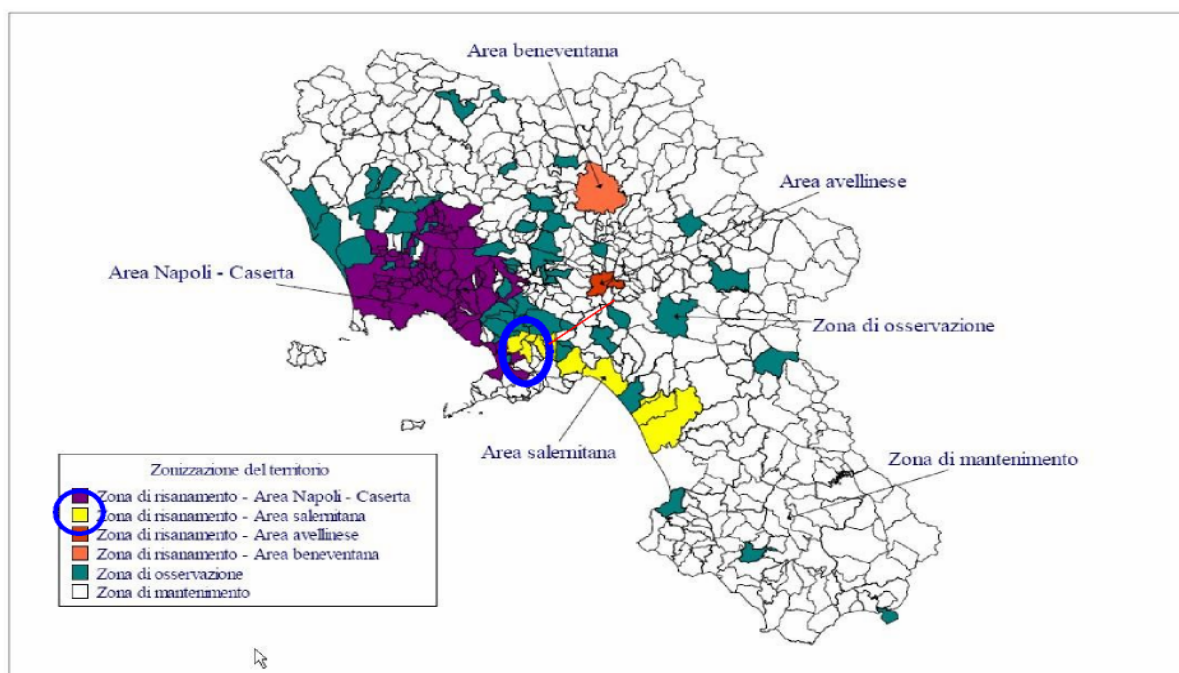 Area beneventana
Area avellinese
Area Napoli - Caserta
Zona di osservazione
Area salernitana
Zona di mantenimento
Zonizzazione del territorio
Zona di risanamento - Area Napoli - Caserta
Zona di risanamento - Area salernitana
Zona di risanamento - Area avellinese
Zona di risanamento - Area beneventana
Zona di osservazione
Zona di mantenimento